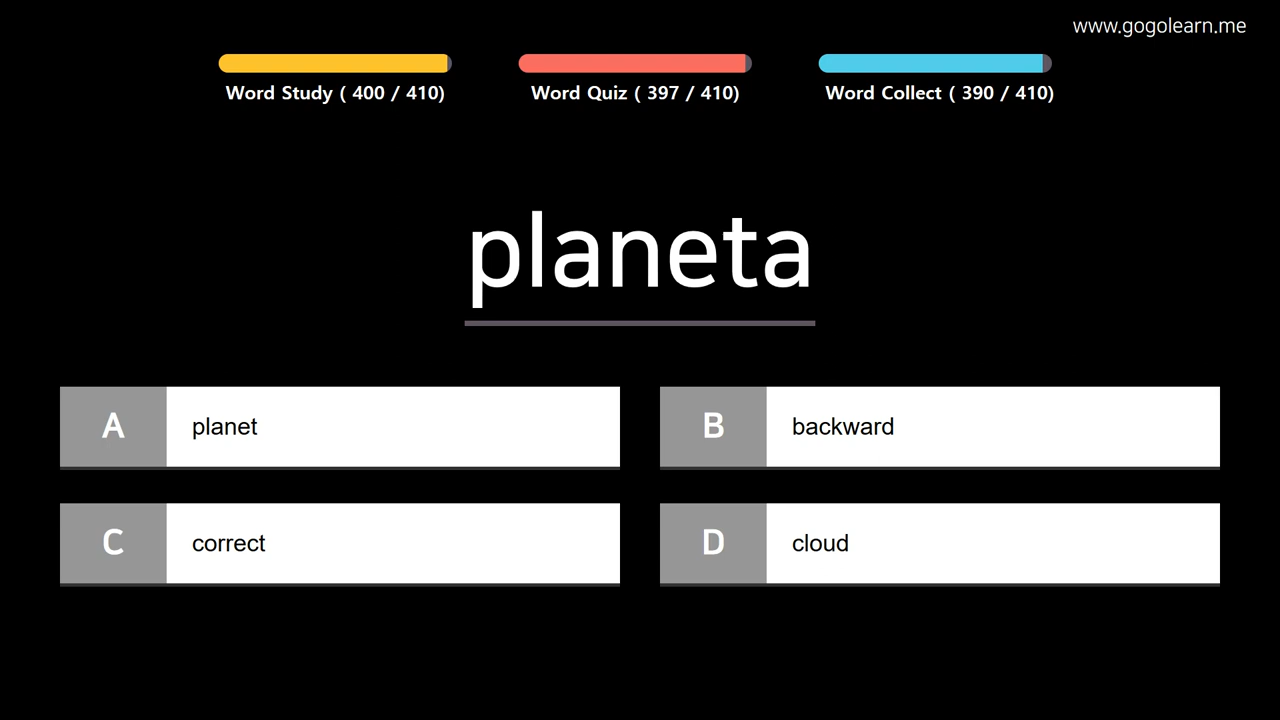 www.gogolearn.me
Word Study ( 400 / 410) Word Quiz ( 397 / 410) Word Collect ( 390 / 410)
planeta
A planet
B backward
C correct
D cloud